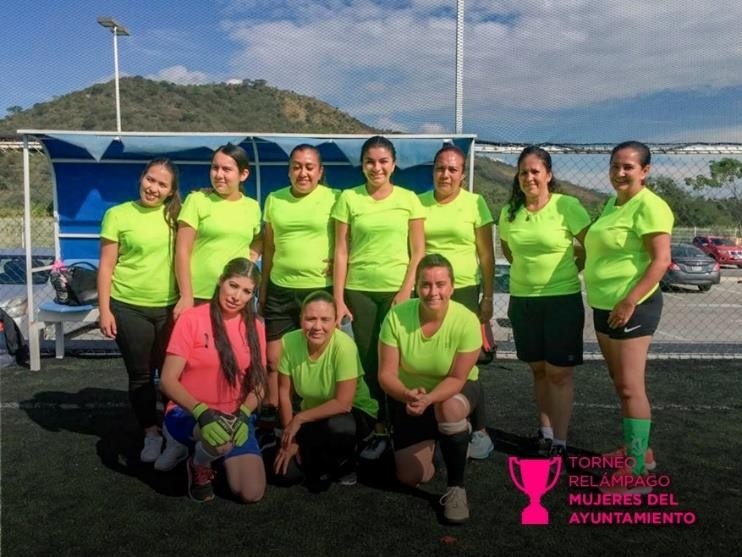 TORNEO
RELÁMPAGO
MUJERES DEL
AYUNTAMIENTO